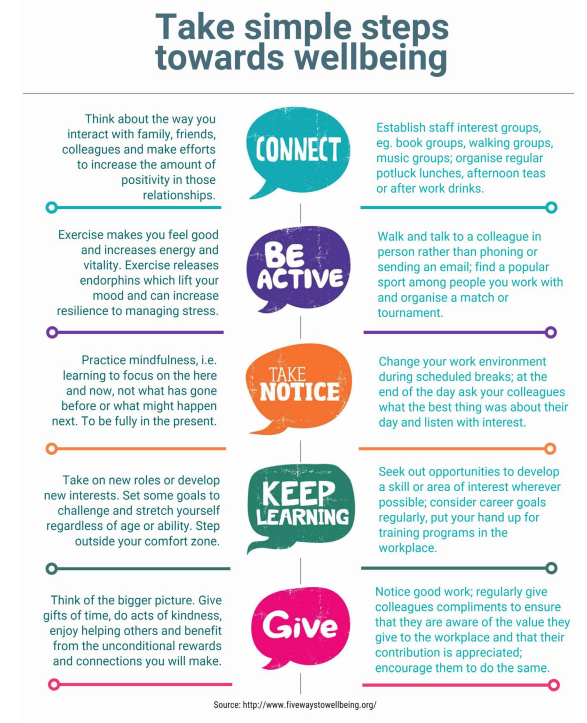 Take simple steps
towards wellbeing
Think about the way you
interact with family, friends,
colleagues and make efforts
to increase the amount of
positivity in those
relationships.
CONNECT
Establish staff interest groups,
eg. book groups, walking groups,
music groups; organise regular
potluck lunches, afternoon teas
or after work drinks.
Exercise makes you feel good
and increases energy and
vitality. Exercise releases
endorphins which lift your
mood and can increase
resilience to managing stress.
BE
ACTIVE
Walk and talk to a colleague in
person rather than phoning or
sending an email; find a popular
sport among people you work with
and organise a match or
tournament.
Practice mindfulness, i.e.
learning to focus on the here
and now, not what has gone
before or what might happen
next. To be fully in the present.
TAKE
NOTICE
Change your work environment
during scheduled breaks; at the
end of the day ask your colleagues
what the best thing was about their
day and listen with interest.
Take on new roles or develop
new interests. Set some goals to
challenge and stretch yourself
regardless of age or ability. Step
outside your comfort zone.
KEEP
LEARNING
Seek out opportunities to develop
a skill or area of interest wherever
possible; consider career goals
regularly, put your hand up for
training programs in the
workplace.
Think of the bigger picture. Give
gifts of time, do acts of kindness,
enjoy helping others and benefit
from the unconditional rewards
and connections you will make.
Give
Notice good work; regularly give
colleagues compliments to ensure
that they are aware of the value they
give to the workplace and that their
contribution is appreciated;
encourage them to do the same.
Source: http://www.fivewaystowellbeing.org/